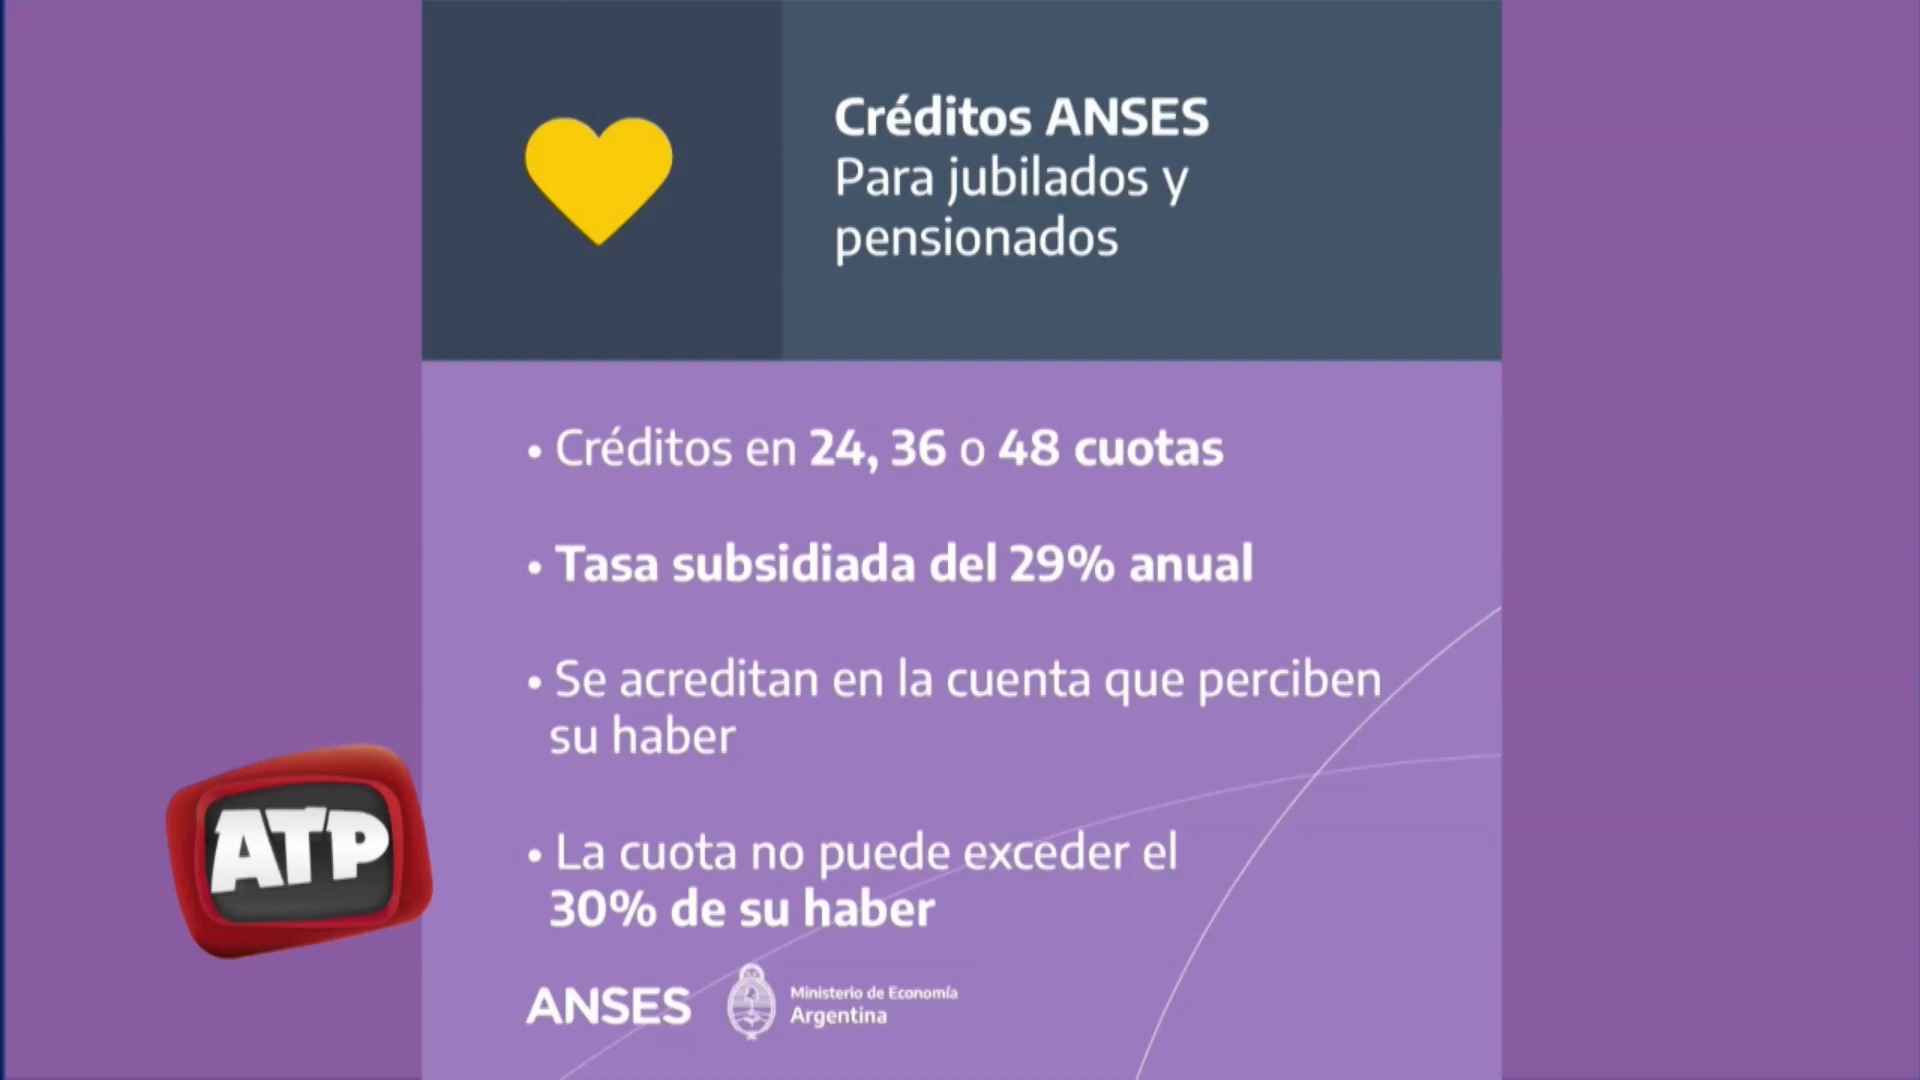 Créditos ANSES
Para jubilados y
pensionados
• Créditos en 24, 36 o 48 cuotas
• Tasa subsidiada del 29% anual
• Se acreditan en la cuenta que perciben
su haber
• La cuota no puede exceder el
30% de su haber
ATP
ANSES
Ministerio de Economía
Argentina